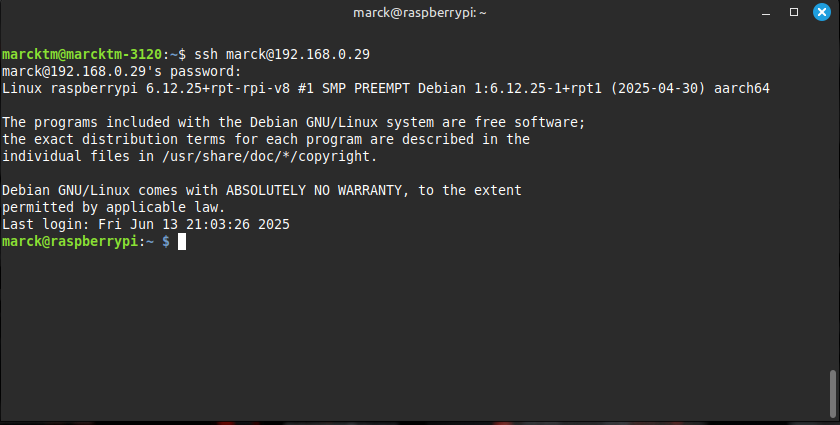 marck@raspberrypi: ~
marcktm@marcktm-3120:~$ ssh marck@192.168.0.29
marck@192.168.0.29's password:
Linux raspberrypi 6.12.25+rpt-rpi-v8 #1 SMP PREEMPT Debian 1:6.12.25-1+rpt1 (2025-04-30) aarch64
The programs included with the Debian GNU/Linux system are free software;
the exact distribution terms for each program are described in the
individual files in /usr/share/doc/*/copyright.
Debian GNU/Linux comes with ABSOLUTELY NO WARRANTY, to the extent
permitted by applicable law.
Last login: Fri Jun 13 21:03:26 2025
marck@raspberrypi:~ $